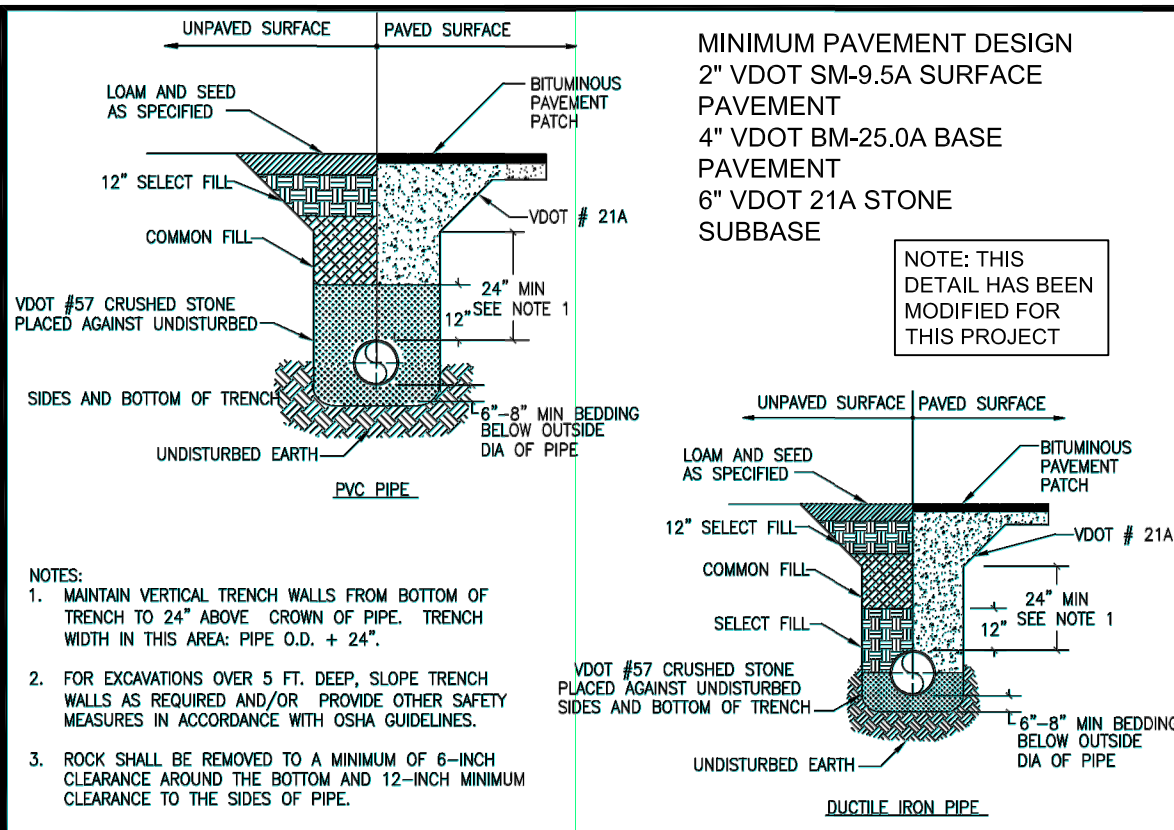 UNPAVED SURFACE
PAVED SURFACE
LOAM AND SEED
AS SPECIFIED
BITUMINOUS
PAVEMENT
PATCH
12" SELECT FILL
VDOT # 21A
COMMON FILL
24" MIN
SEE NOTE 1
12"
VDOT #57 CRUSHED STONE
PLACED AGAINST UNDISTURBED
SIDES AND BOTTOM OF TRENCH
6"-8" MIN BEDDING
BELOW OUTSIDE
DIA OF PIPE
UNDISTURBED EARTH
PVC PIPE
MINIMUM PAVEMENT DESIGN
2" VDOT SM-9.5A SURFACE
PAVEMENT
4" VDOT BM-25.0A BASE
PAVEMENT
6" VDOT 21A STONE
SUBBASE
NOTE: THIS
DETAIL HAS BEEN
MODIFIED FOR
THIS PROJECT
NOTES:
1. MAINTAIN VERTICAL TRENCH WALLS FROM BOTTOM OF
TRENCH TO 24" ABOVE CROWN OF PIPE. TRENCH
WIDTH IN THIS AREA: PIPE O.D. + 24".
2. FOR EXCAVATIONS OVER 5 FT. DEEP, SLOPE TRENCH
WALLS AS REQUIRED AND/OR PROVIDE OTHER SAFETY
MEASURES IN ACCORDANCE WITH OSHA GUIDELINES.
3. ROCK SHALL BE REMOVED TO A MINIMUM OF 6-INCH
CLEARANCE AROUND THE BOTTOM AND 12-INCH MINIMUM
CLEARANCE TO THE SIDES OF PIPE.
UNPAVED SURFACE
PAVED SURFACE
LOAM AND SEED
AS SPECIFIED
BITUMINOUS
PAVEMENT
PATCH
12" SELECT FILL
VDOT # 21A
COMMON FILL
24" MIN
SEE NOTE 1
12"
SELECT FILL
VDOT #57 CRUSHED STONE
PLACED AGAINST UNDISTURBED
SIDES AND BOTTOM OF TRENCH
6"-8" MIN BEDDING
BELOW OUTSIDE
DIA OF PIPE
UNDISTURBED EARTH
DUCTILE IRON PIPE